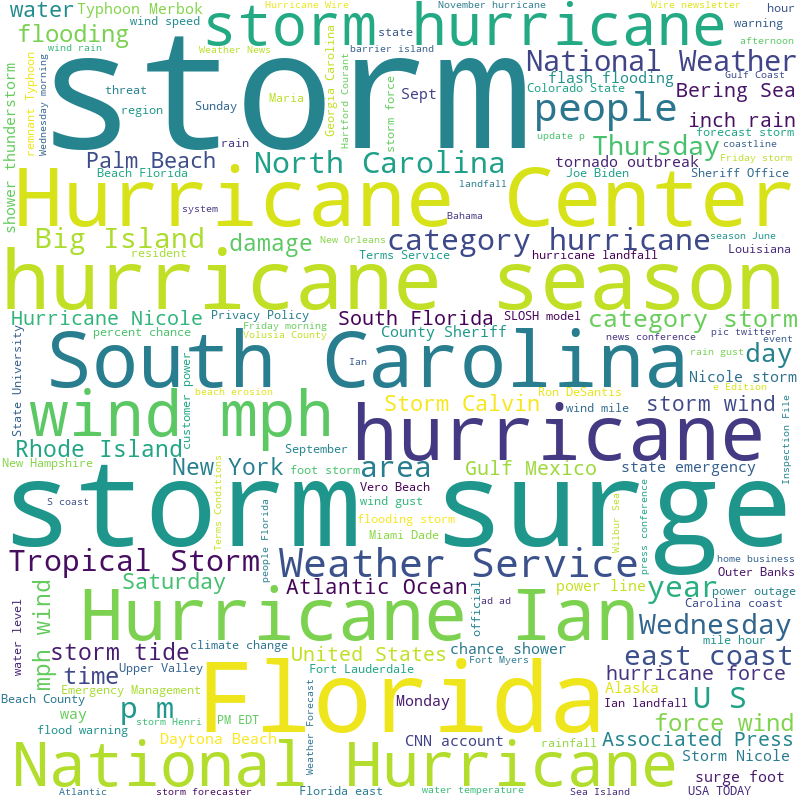 water
Typhoon Merbok
Hurricane Wire
November hurricane
Wire newsletter
hour
wind speed
storm hurricane
warning
flooding
state
afternoon
wind rain
Weather News
barrier island
storm
National Weather
Gulf Coast
shower thunderstorm
remnant Typhoon
Wednesday morning
threat
region
Sunday
Maria
Georgia Carolina
Hartford Courant
storm force
Sept
flash flooding
Colorado State
Bering Sea
people
inch rain
update p
forecast storm
rain
Thursday
coastline
Palm Beach
North Carolina
tornado outbreak
Friday storm
Beach Florida
Joe Biden
Sheriff Office
landfall
Hurricane Center
system
Bahama
Big Island
damage
New Orleans
category hurricane
season June
resident
Terms Service
hurricane landfall
Louisiana
hurricane season
Hurricane Nicole
Privacy Policy
South Florida
SLOSH model
category storm
percent chance
Friday morning
Volusia County
County Sheriff
news conference
pic twitter
event
State University
South Carolina
Ian
rain gust
day
customer power
Nicole storm
beach erosion
Ron DeSantis
e Edition
wind mph
Storm Calvin
wind mile
storm wind
Inspection File
hurricane
Rhode Island
September
New Hampshire
New York
foot storm
area
Gulf Mexico
state emergency
S coast
Terms Conditions
people Florida
Vero Beach
wind gust
storm surge
flooding storm
Miami Dade
Wilbur Sea
press conference
Tropical Storm
Weather Service
home business
Outer Banks
Saturday
Atlantic Ocean
power line
year
power outage
water level
mph wind
Hurricane Ian
ad ad
official
Carolina coast
Wednesday
mile hour
storm tide
climate change
United States
chance shower
east coast
time
Upper Valley
Fort Lauderdale
Fort Myers
hurricane force
Emergency Management
Alaska
Beach County
way
p m
storm Henri
PM EDT
Florida
Monday
U S
Ian landfall
flood warning
Weather Forecast
force wind
Daytona Beach
CNN account
rainfall
Associated Press
National Hurricane
Storm Nicole
surge foot
Atlantic
storm forecaster
Florida east
water temperature
Sea Island
USA TODAY